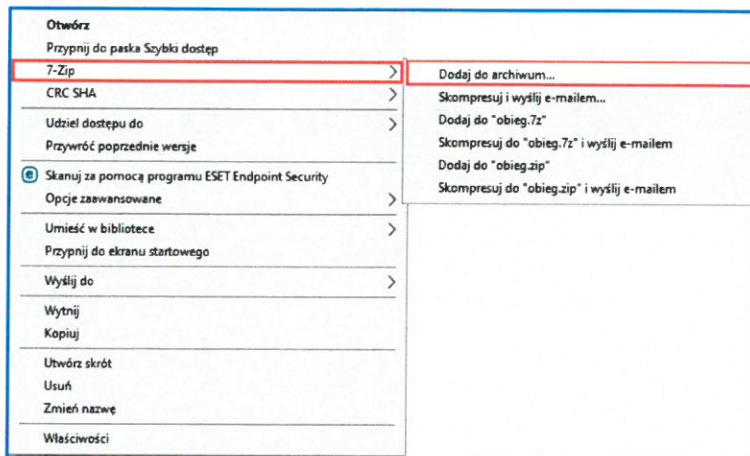 Otwórz
Przypnij do paska Szybki dostęp
7-Zip
CRC SHA
Udziel dostępu do
Przywróć poprzednie wersje
Skanuj za pomocą programu ESET Endpoint Security
Opcje zaawansowane
Umieść w bibliotece
Przypnij do ekranu startowego
Wyślij do
Wytnij
Kopiuj
Utwórz skrót
Usuń
Zmień nazwę
Właściwości
Dodaj do archiwum...
Skompresuj i wyślij e-mailem...
Dodaj do "obieg.7z"
Skompresuj do "obieg.7z" i wyślij e-mailem
Dodaj do "obieg.zip"
Skompresuj do "obieg.zip" i wyślij e-mailem